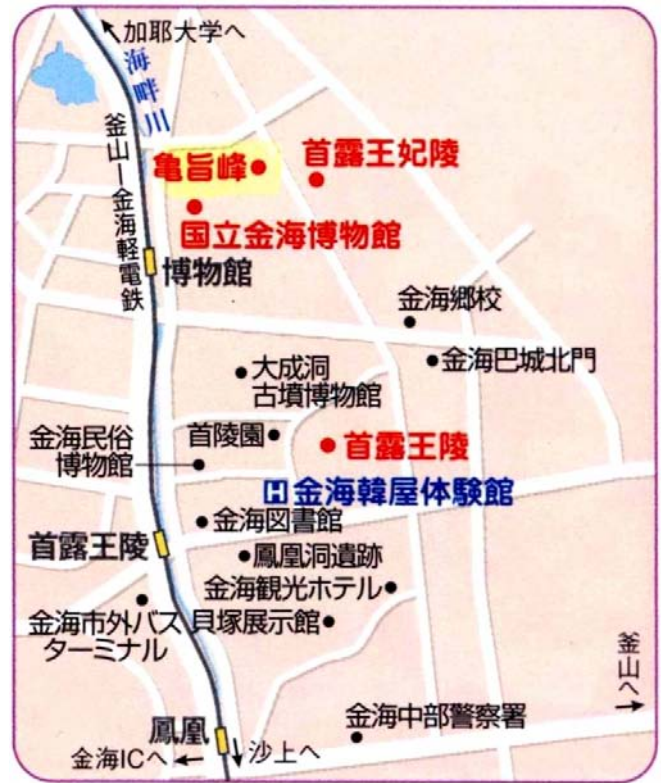 加耶大学へ
海畔川
釜山ー金海軽電鉄
亀旨峰
首露王妃陵
国立金海博物館
博物館
金海郷校
金海巴城北門
大成洞
古墳博物館
金海民俗
博物館
首陵園
首露王陵
H 金海韓屋体験館
金海図書館
首露王陵
鳳凰洞遺跡
金海観光ホテル
金海市外バス
ターミナル
貝塚展示館
釜山へ
金海中部警察署
鳳凰
金海ICへ
沙上へ